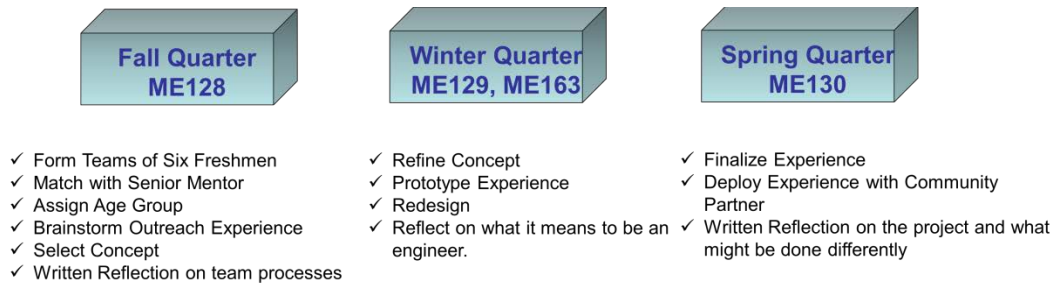 Fall Quarter
ME128
Winter Quarter
ME129, ME163
Spring Quarter
ME130
✓ Form Teams of Six Freshmen
✓ Match with Senior Mentor
✓ Assign Age Group
✓ Brainstorm Outreach Experience
✓ Select Concept
✓ Written Reflection on team processes
✓ Refine Concept
✓ Prototype Experience
✓ Redesign
✓ Reflect on what it means to be an
engineer.
✓ Finalize Experience
✓ Deploy Experience with Community
Partner
✓ Written Reflection on the project and what
might be done differently